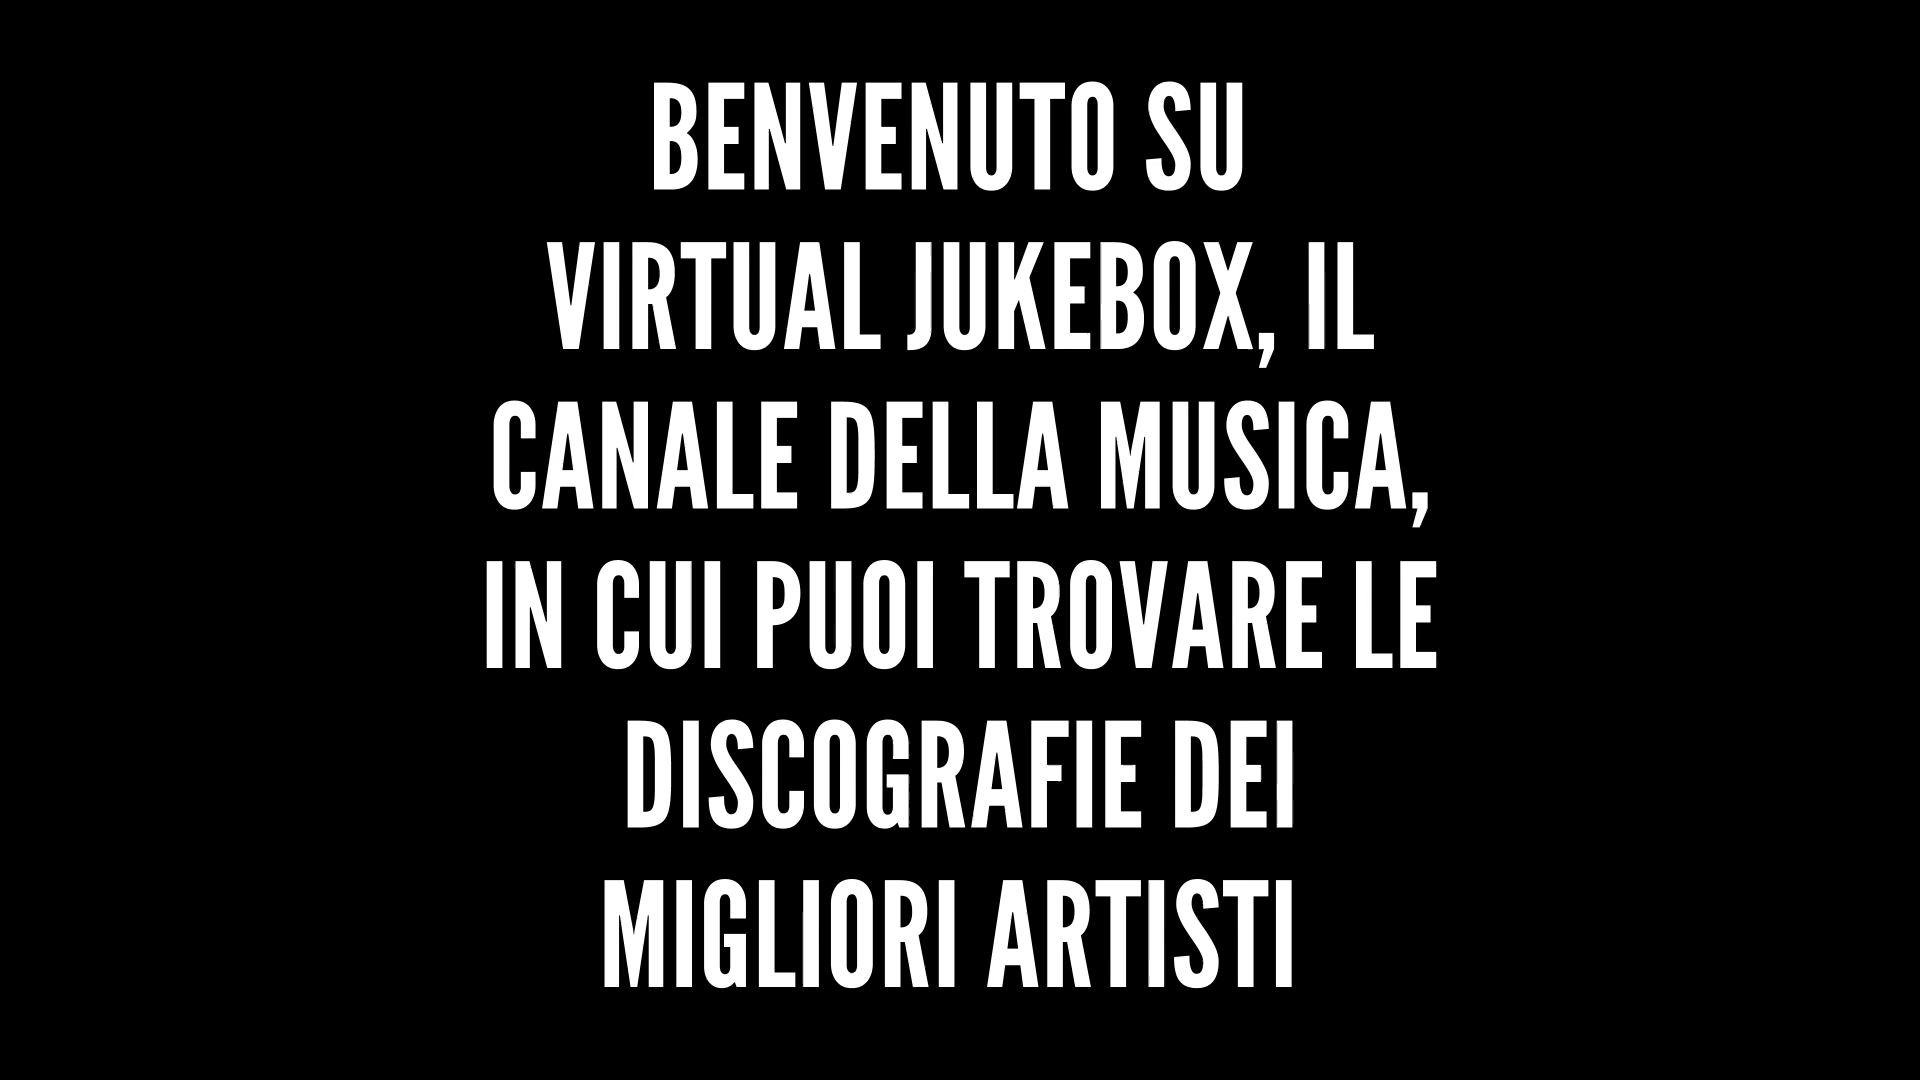 BENVENUTO SU
VIRTUAL JUKEBOX, IL
CANALE DELLA MUSICA,
IN CUI PUOI TROVARE LE
DISCOGRAFIE DEI
MIGLIORI ARTISTI